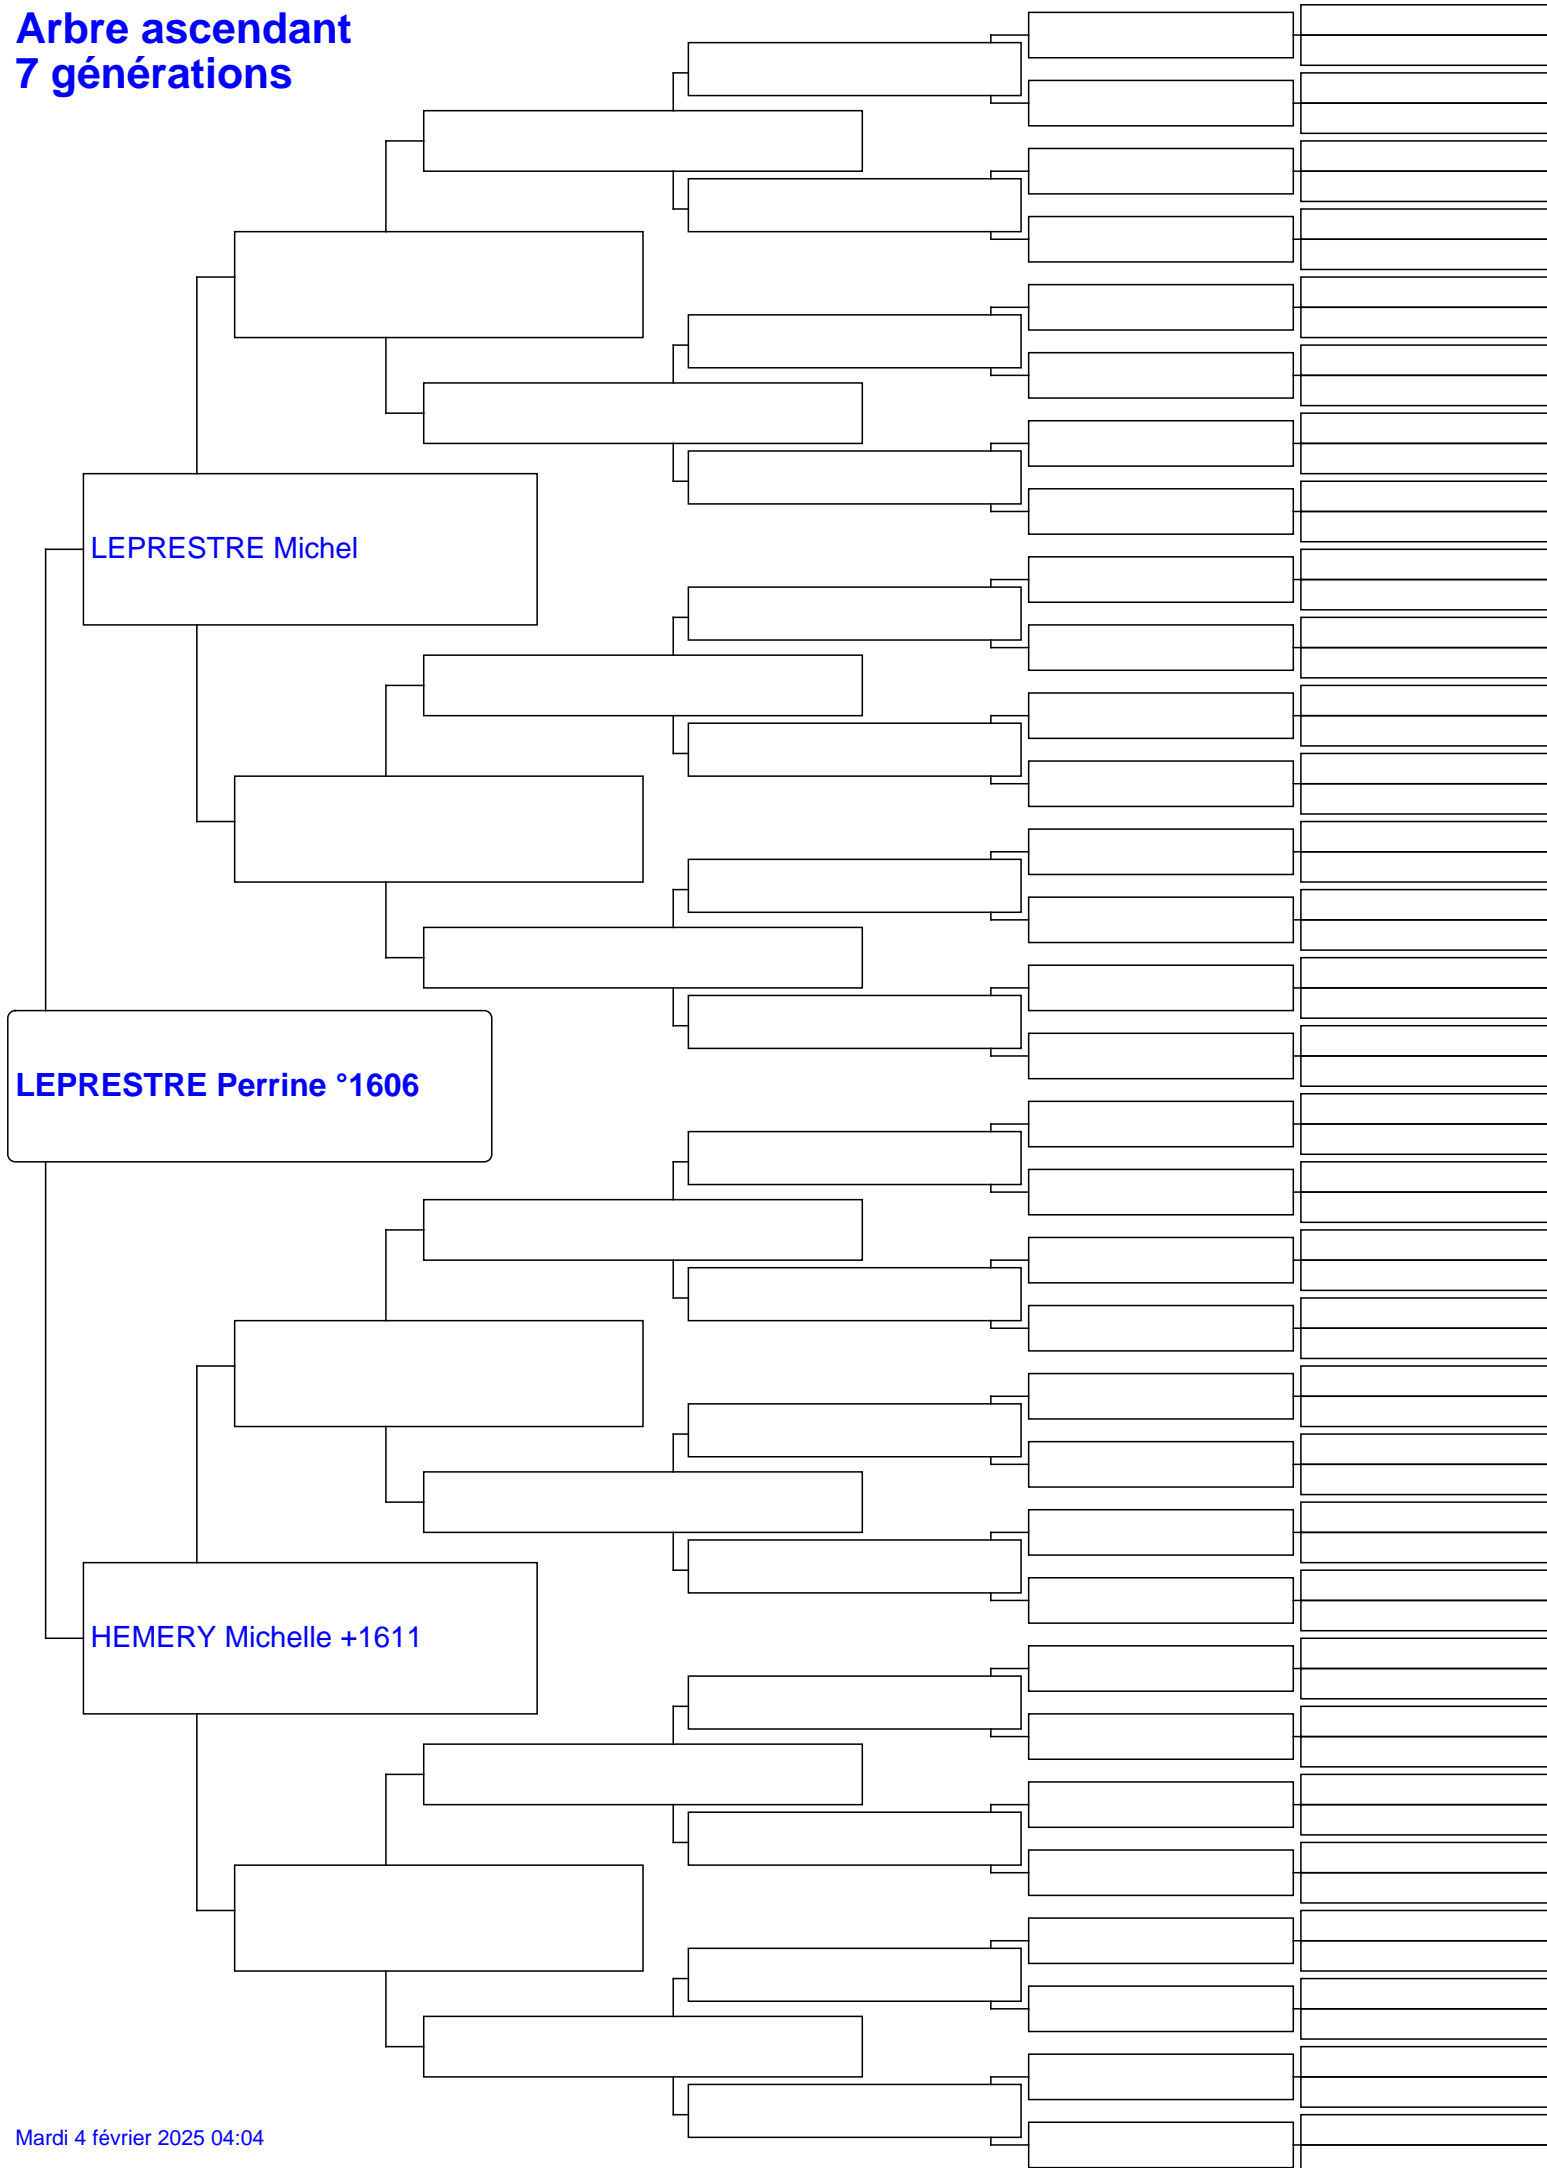 Arbre ascendant
7 générations
LEPRESTRE Michel
LEPRESTRE Perrine °1606
HEMERY Michelle +1611
Mardi 4 février 2025 04:04